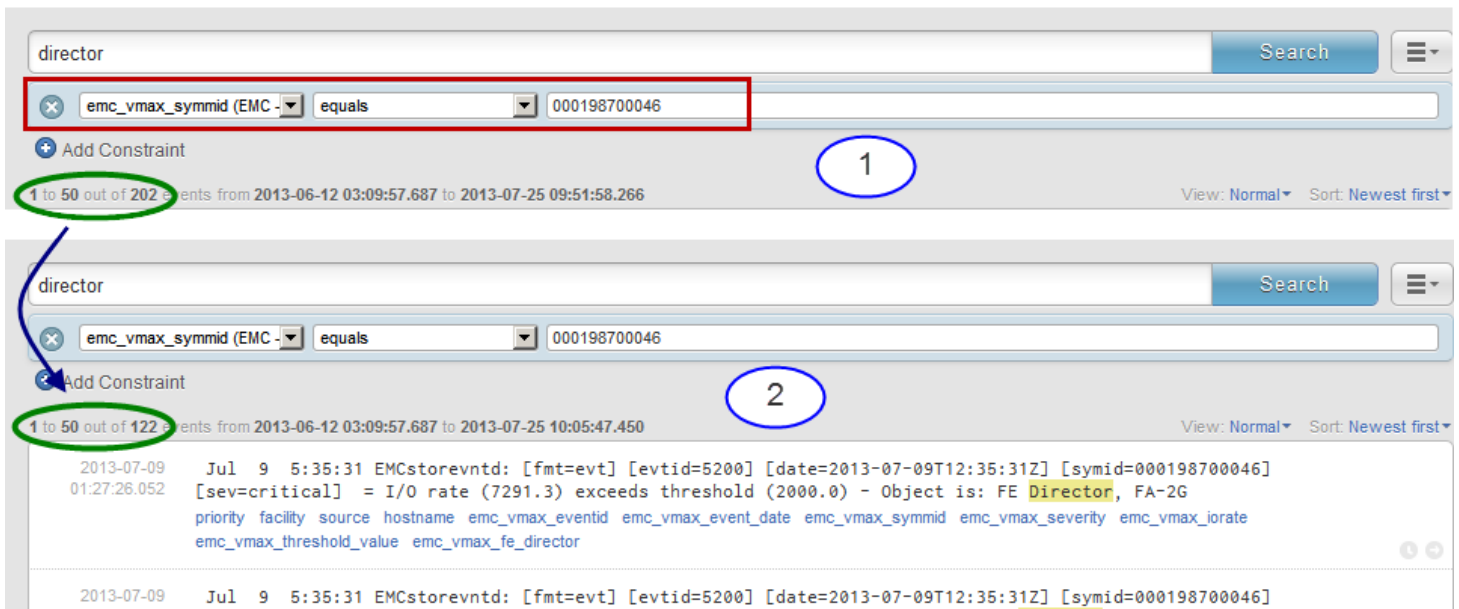 director Search
emc_vmax_symmid (EMC - equals 000198700046
Add Constraint
1
1 to 50 out of 202 events from 2013-06-12 03:09:57.687 to 2013-07-25 09:51:58.266 View: Normal Sort: Newest first
director Search
emc_vmax_symmid (EMC - equals 000198700046
Add Constraint
2
1 to 50 out of 122 events from 2013-06-12 03:09:57.687 to 2013-07-25 10:05:47.450 View: Normal Sort: Newest first
2013-07-09 Jul 9 5:35:31 EMCstorevntd: [fmt=evt] [evtid=5200] [date=2013-07-09T12:35:31Z] [symid=000198700046]
01:27:26.052 [sev=critical] = I/O rate (7291.3) exceeds threshold (2000.0) - Object is: FE Director, FA-2G
priority facility source hostname emc_vmax_eventid emc_vmax_event_date emc_vmax_symmid emc_vmax_severity emc_vmax_iorate
emc_vmax_threshold_value emc_vmax_fe_director
2013-07-09 Jul 9 5:35:31 EMCstorevntd: [fmt=evt] [evtid=5200] [date=2013-07-09T12:35:31Z] [symid=000198700046]